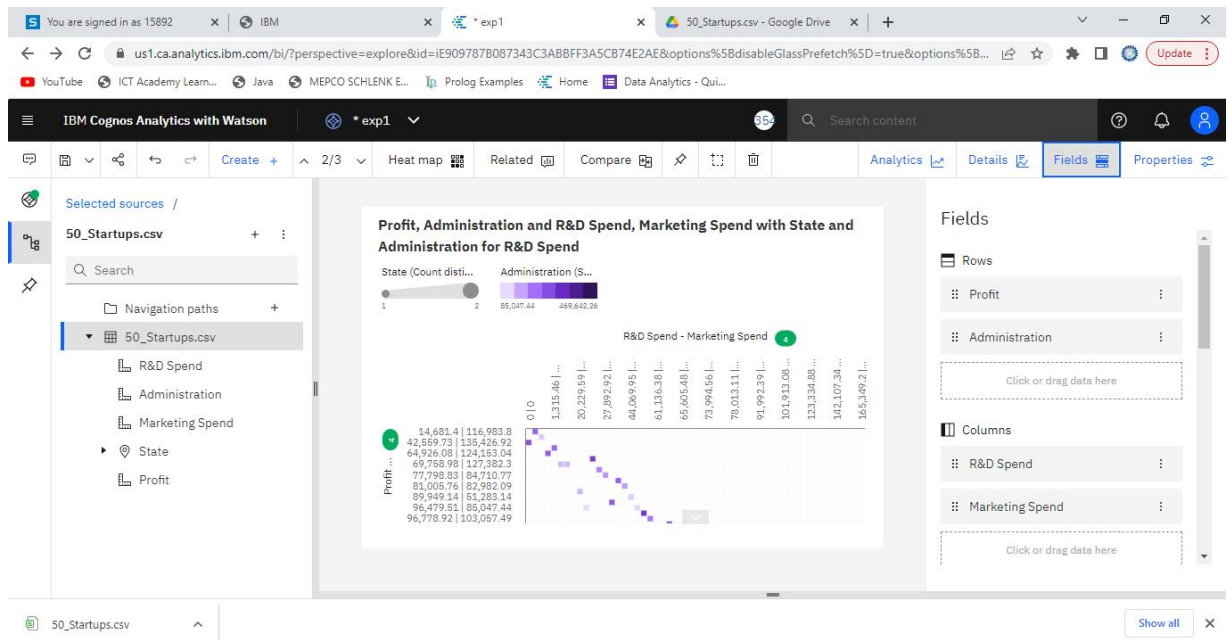 You are signed in as 15892
IBM
* exp1
50_Startups.csv - Google Drive
us1.ca.analytics.ibm.com/bi/?perspective=explore&id=iE909787B087343C3ABBFF3A5CB74E2AE&options%5BdisableGlassPrefetch%5D=true&options%5B...
Update
YouTube
ICT Academy Learn...
Java
MEPCO SCHLENK E...
Prolog Examples
Home
Data Analytics - Qui...
IBM Cognos Analytics with Watson
* exp1
354
Search content
Create +
2/3
Heat map
Related
Compare
Analytics
Details
Fields
Properties
Selected sources /
50_Startups.csv
Search
Navigation paths
50_Startups.csv
R&D Spend
Administration
Marketing Spend
State
Profit
Profit, Administration and R&D Spend, Marketing Spend with State and
Administration for R&D Spend
State (Count disti...
Administration (S...
1 2
85,047.44 469,642.26
R&D Spend - Marketing Spend 4
0 | 0
1,315.46 |...
20,229.59 |...
27,892.92 |...
44,069.95 |...
61,136.38 |...
65,605.48 |...
73,994.56 |...
78,013.11 |...
91,992.39 |...
101,913.08 ...
123,334.88 ...
142,107.34 ...
165,349.2 |...
Profit ... 4
14,681.4 | 116,983.8
42,559.73 | 135,426.92
64,926.08 | 124,153.04
69,758.98 | 127,382.3
77,798.83 | 84,710.77
81,005.76 | 82,982.09
89,949.14 | 51,283.14
96,479.51 | 85,047.44
96,778.92 | 103,057.49
Fields
Rows
Profit
Administration
Click or drag data here
Columns
R&D Spend
Marketing Spend
Click or drag data here
50_Startups.csv
Show all